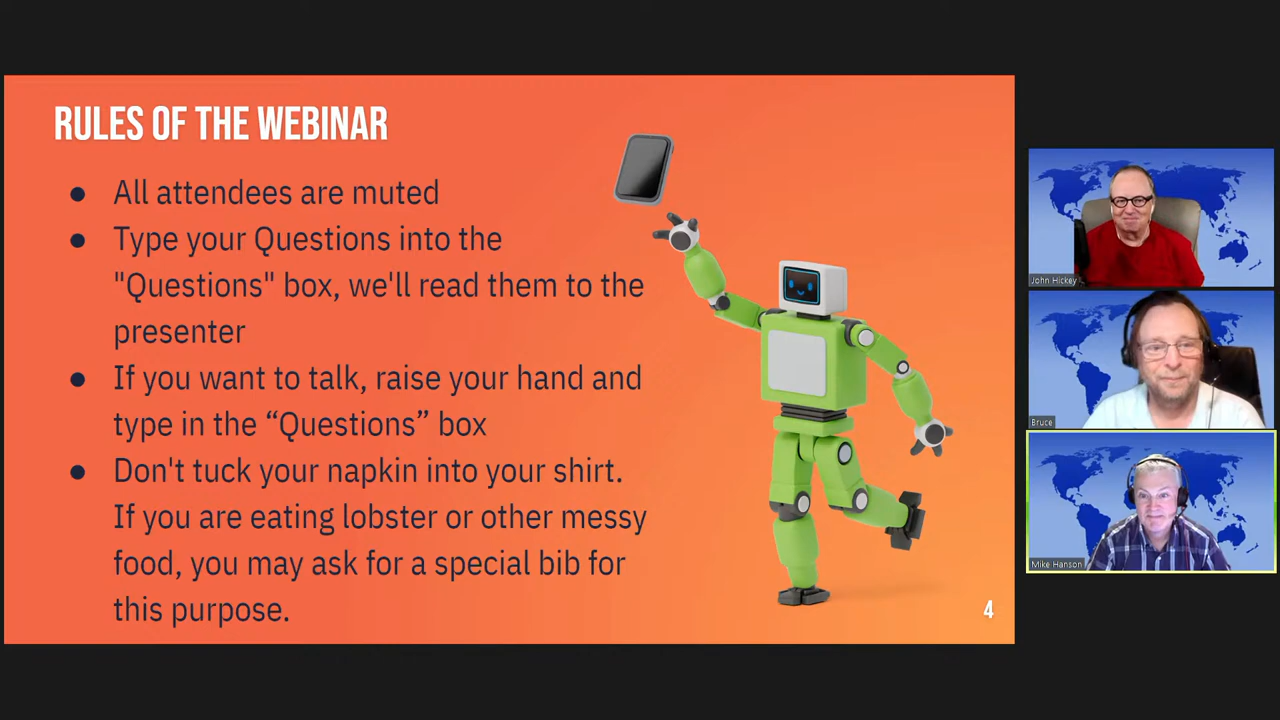 RULES OF THE WEBINAR
● All attendees are muted
● Type your Questions into the
"Questions" box, we'll read them to the
presenter
● If you want to talk, raise your hand and
type in the “Questions” box
● Don't tuck your napkin into your shirt.
If you are eating lobster or other messy
food, you may ask for a special bib for
this purpose.
4
John Hickey
Bruce
Mike Hanson